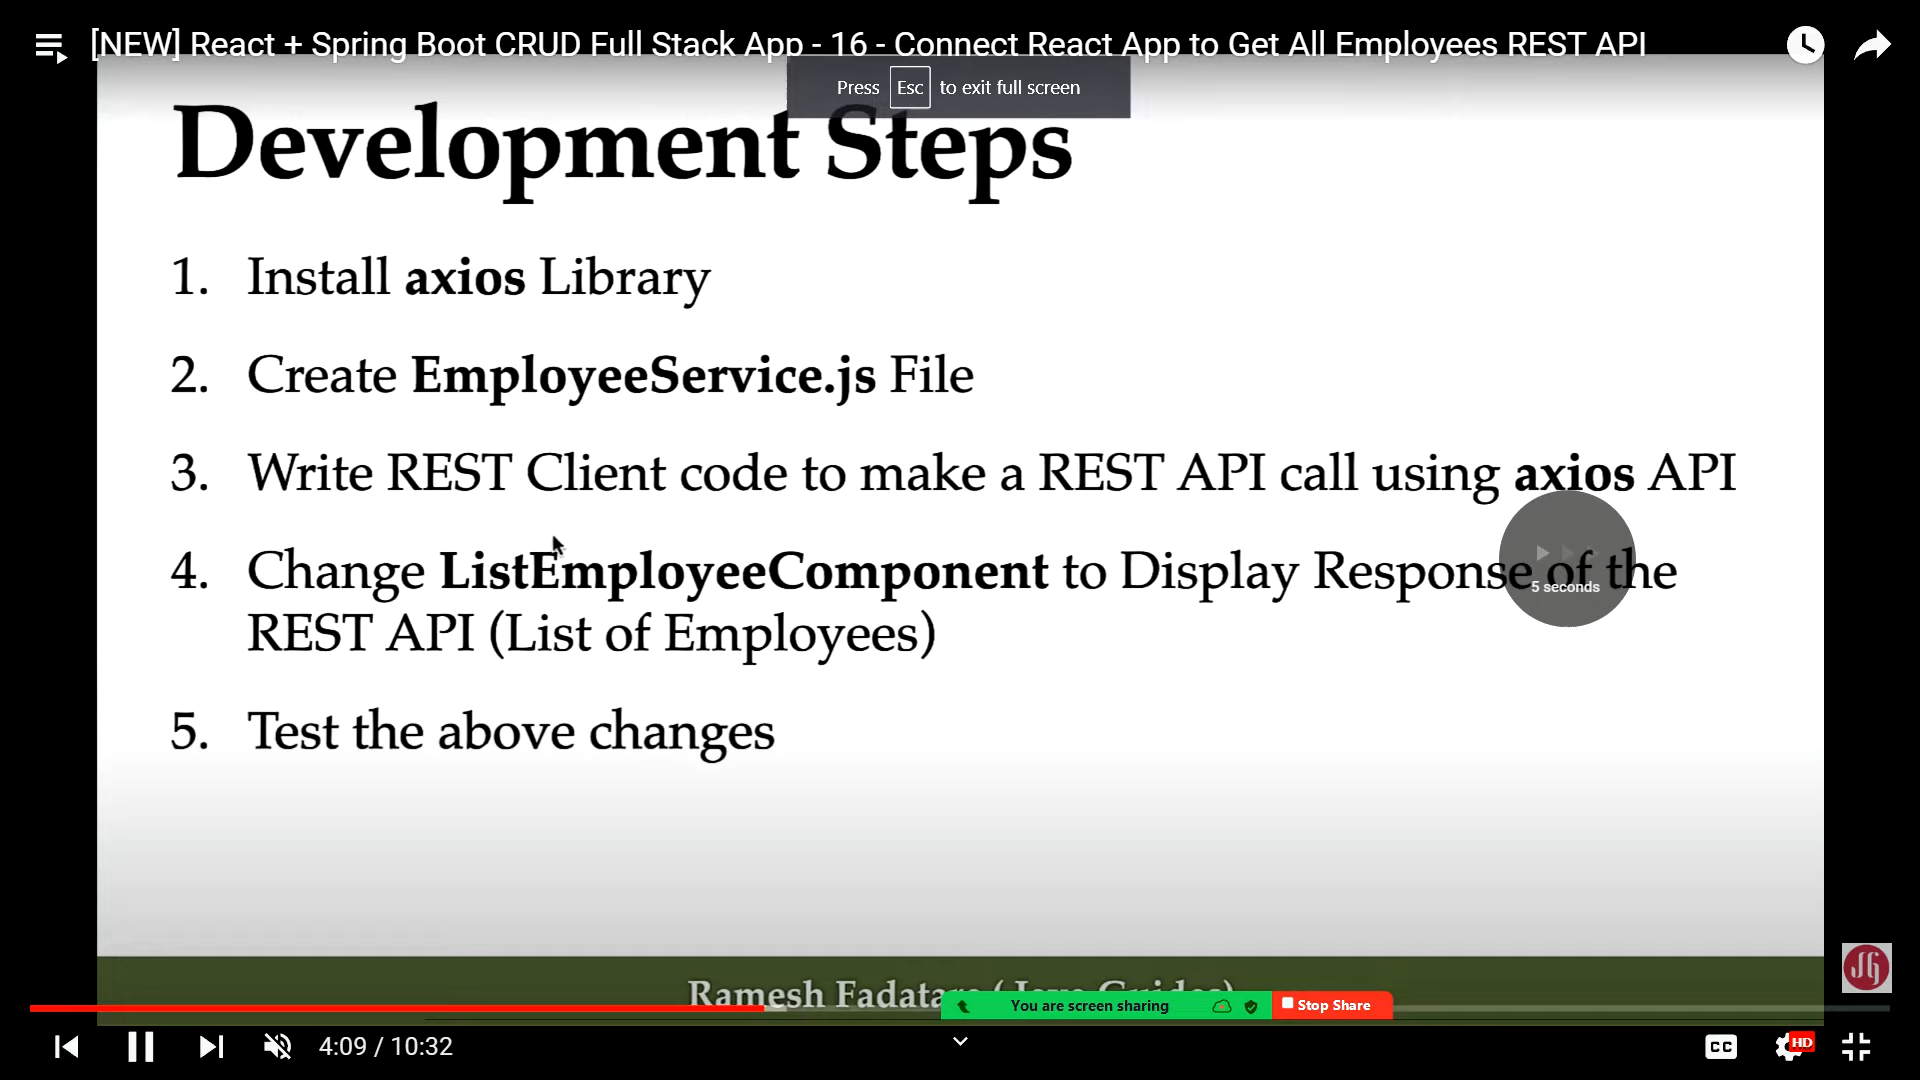 [NEW] React + Spring Boot CRUD Full Stack App - 16 - Connect React App to Get All Employees REST API
Press Esc to exit full screen
Development Steps
1. Install axios Library
2. Create EmployeeService.js File
3. Write REST Client code to make a REST API call using axios API
4. Change ListEmployeeComponent to Display Response of the
REST API (List of Employees)
5 seconds
5. Test the above changes
Ramesh Fadatare (Java Guides)
You are screen sharing
Stop Share
4:09 / 10:32
CC
HD